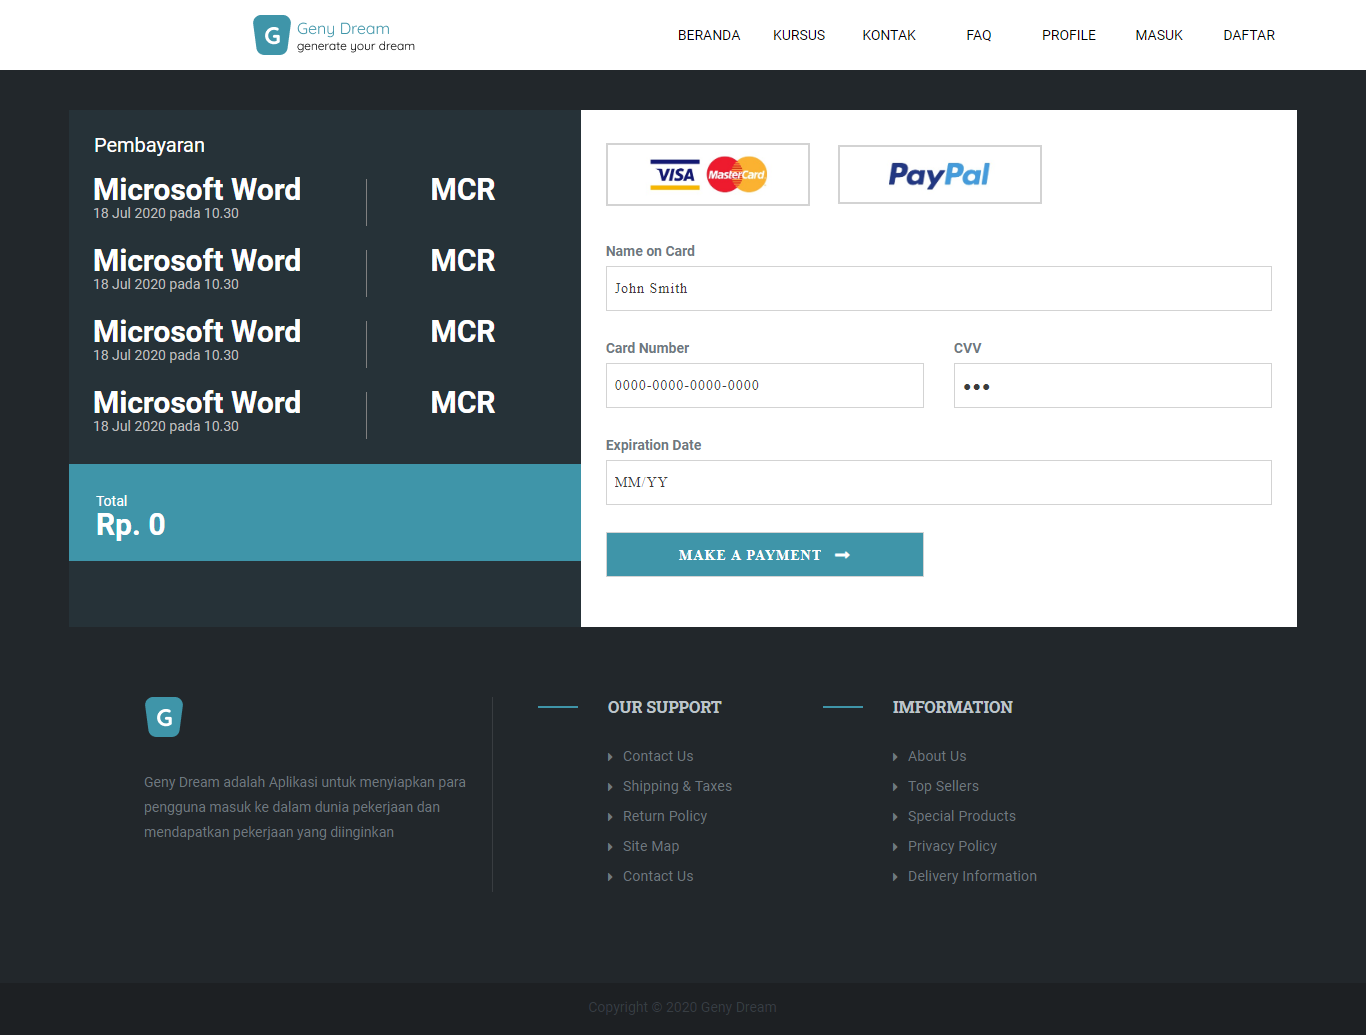 G Geny Dream
generate your dream
BERANDA KURSUS KONTAK FAQ PROFILE MASUK DAFTAR
Pembayaran
Microsoft Word MCR
18 Jul 2020 pada 10.30
Microsoft Word MCR
18 Jul 2020 pada 10.30
Microsoft Word MCR
18 Jul 2020 pada 10.30
Microsoft Word MCR
18 Jul 2020 pada 10.30
Total
Rp. 0
VISA MasterCard PayPal
Name on Card
John Smith
Card Number CVV
0000-0000-0000-0000 ●●●
Expiration Date
MM/YY
MAKE A PAYMENT
G
Geny Dream adalah Aplikasi untuk menyiapkan para
pengguna masuk ke dalam dunia pekerjaan dan
mendapatkan pekerjaan yang diinginkan
OUR SUPPORT
Contact Us
Shipping & Taxes
Return Policy
Site Map
Contact Us
IMFORMATION
About Us
Top Sellers
Special Products
Privacy Policy
Delivery Information
Copyright © 2020 Geny Dream